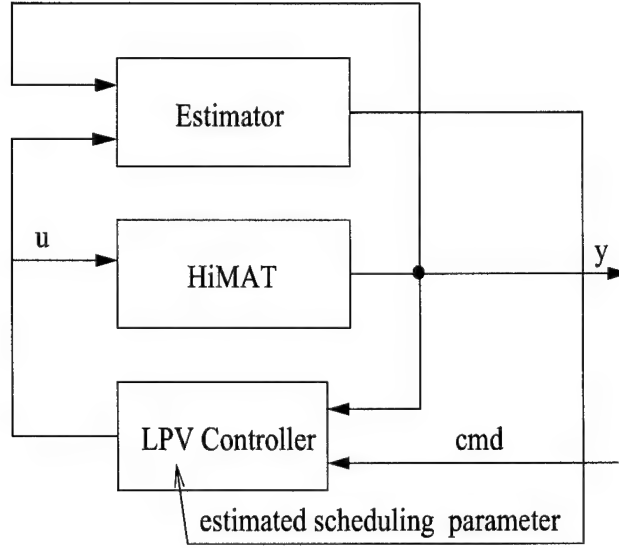 Estimator
u
HiMAT
y
LPV Controller
cmd
estimated scheduling parameter